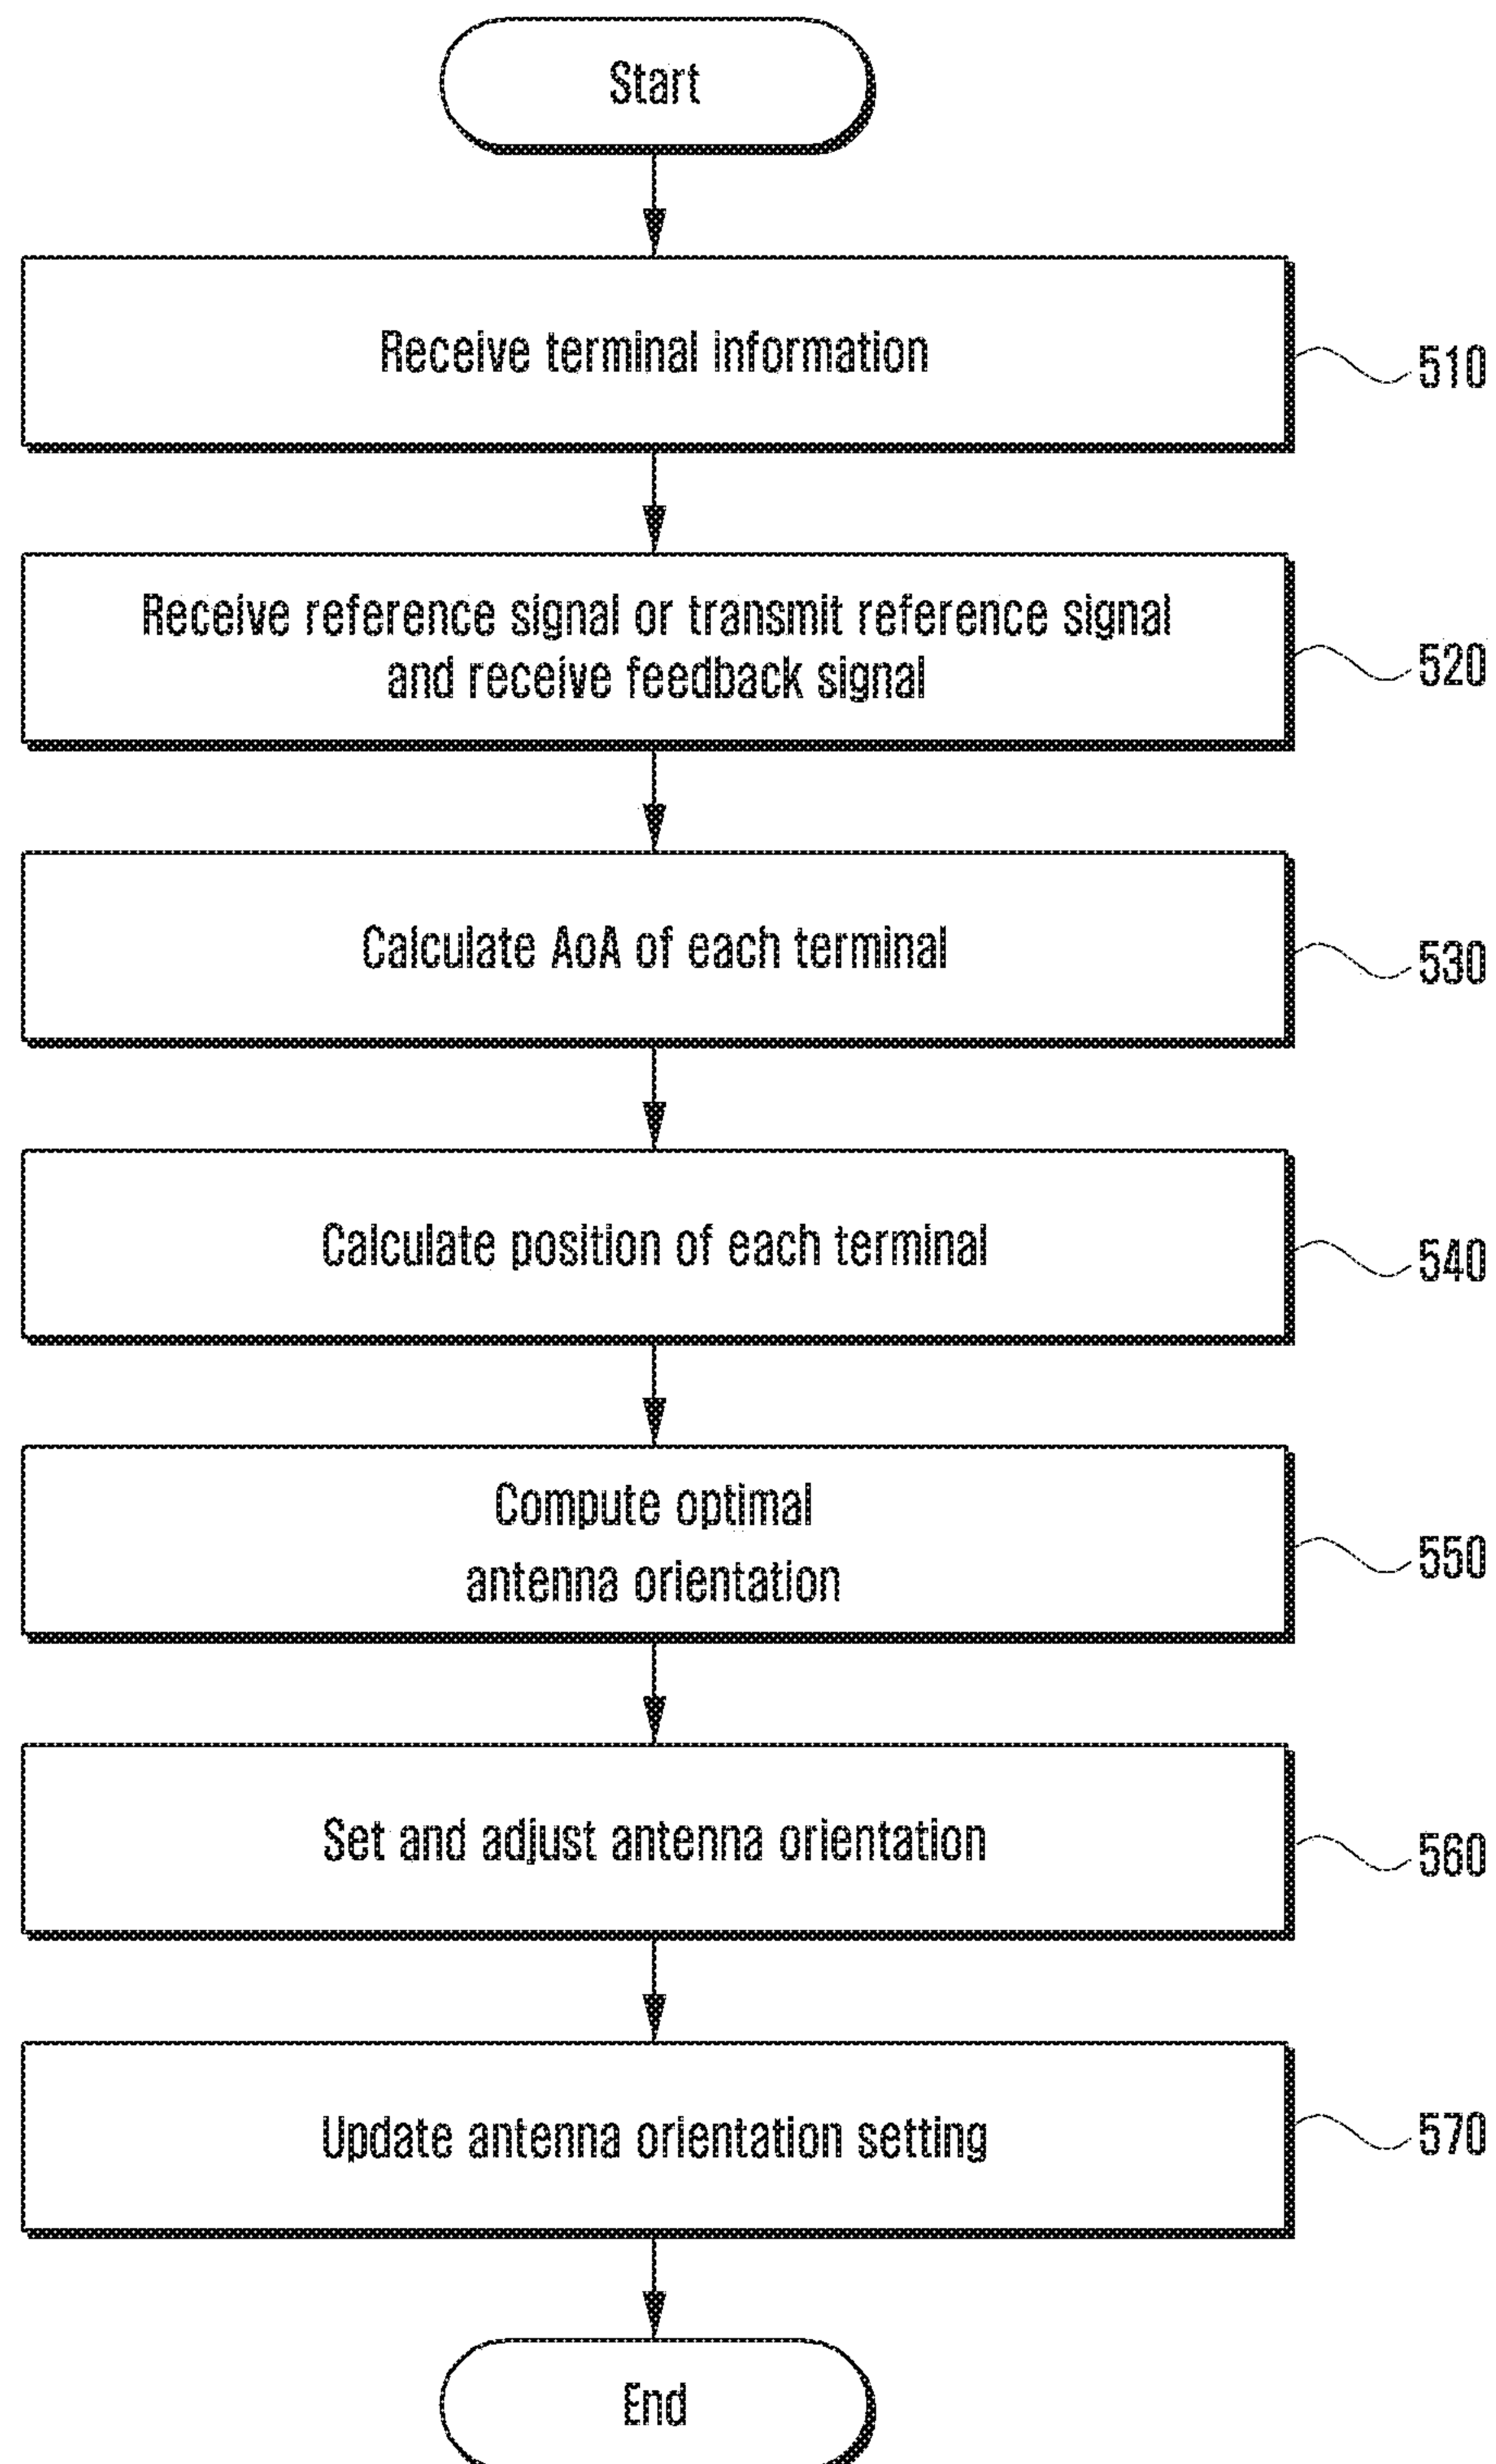 Start
Receive terminal information
510
Receive reference signal or transmit reference signal
and receive feedback signal
520
Calculate AoA of each terminal
530
Calculate position of each terminal
540
Compute optimal
antenna orientation
550
Set and adjust antenna orientation
560
Update antenna orientation setting
570
End